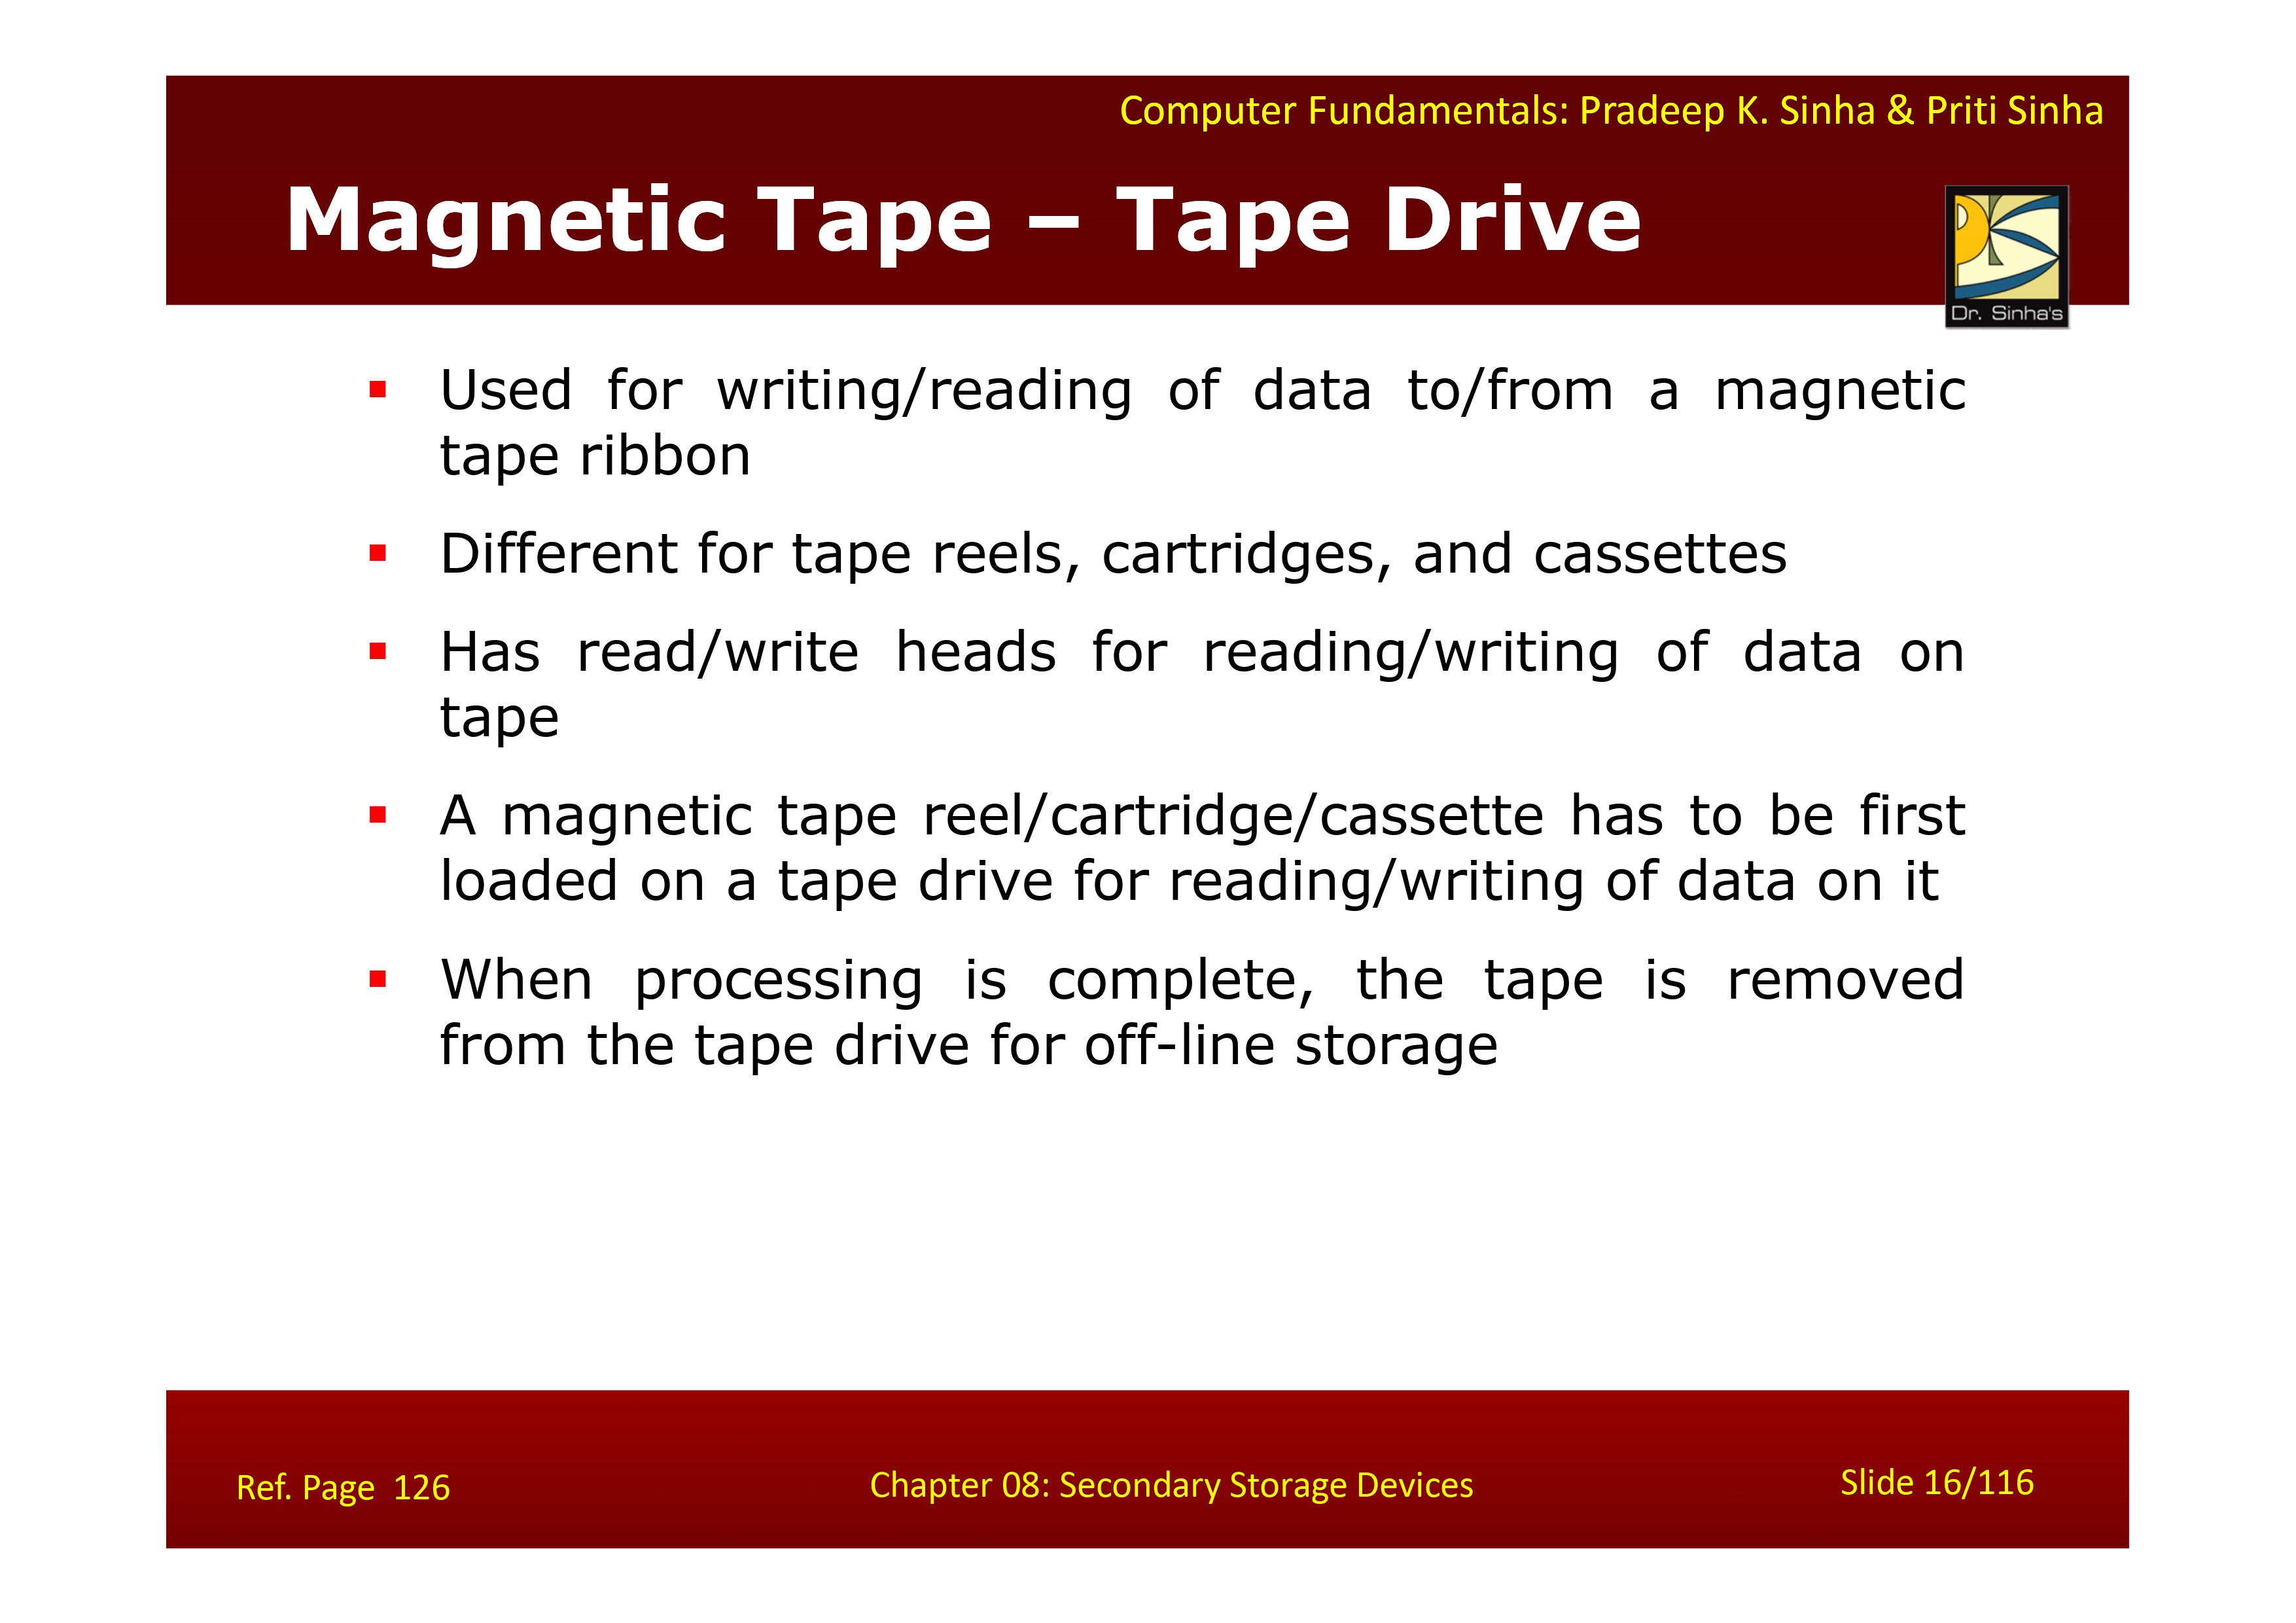 Computer Fundamentals: Pradeep K. Sinha & Priti Sinha
Magnetic Tape – Tape Drive
Dr. Sinha's
▪ Used for writing/reading of data to/from a magnetic
tape ribbon
▪ Different for tape reels, cartridges, and cassettes
▪ Has read/write heads for reading/writing of data on
tape
▪ A magnetic tape reel/cartridge/cassette has to be first
loaded on a tape drive for reading/writing of data on it
▪ When processing is complete, the tape is removed
from the tape drive for off-line storage
Ref. Page 126
Chapter 08: Secondary Storage Devices
Slide 16/116